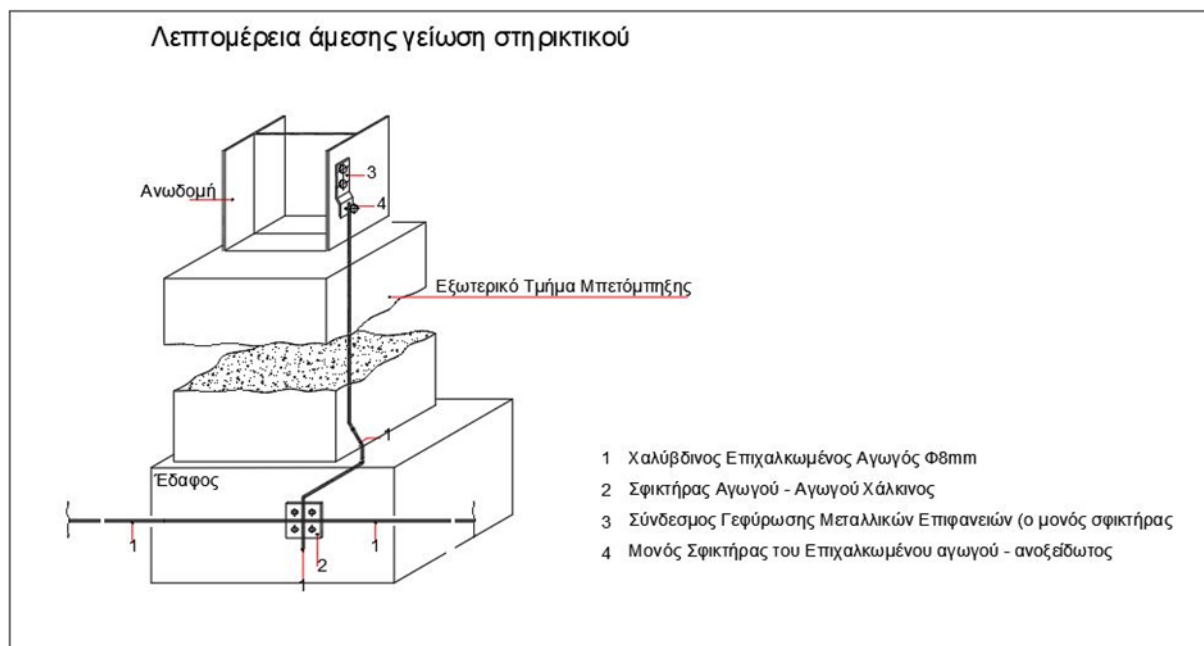 Λεπτομέρεια άμεσης γείωση στηρικτικού
3
Ανωδομή
4
Εξωτερικό Τμήμα Μπετόμπηξης
1
Έδαφος
1
1
2
1
1 Χαλύβδινος Επιχαλκωμένος Αγωγός Φ8mm
2 Σφικτήρας Αγωγού - Αγωγού Χάλκινος
3 Σύνδεσμος Γεφύρωσης Μεταλλικών Επιφανειών (ο μονός σφικτήρας
4 Μονός Σφικτήρας του Επιχαλκωμένου αγωγού - ανοξείδωτος